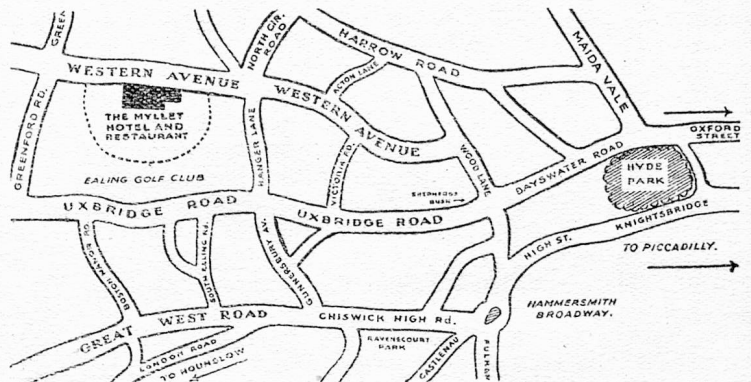 GREEN
NORTH CIR.
ROAD
HARROW ROAD
MAIDA VALE
WESTERN AVENUE
ACTON LANE
WESTERN AVENUE
OXFORD
STREET
GREENFORD RD.
THE MYLLET
HOTEL AND
RESTAURANT
HANGER LANE
VICTORIA RD.
WOOD LANE
BAYSWATER ROAD
HYDE
PARK
EALING GOLF CLUB
SHEPHERDS
BUSH
UXBRIDGE ROAD
UXBRIDGE ROAD
KNIGHTSBRIDGE
HIGH ST.
TO PICCADILLY.
BOSTON MANOR RD.
SOUTH EALING RD.
GUNNERSBURY AV.
GREAT WEST ROAD
CHISWICK HIGH Rd.
HAMMERSMITH
BROADWAY.
LONDON ROAD
TO HOUNSLOW
RAVENSCOURT
PARK
CASTLENAU
FULHAM